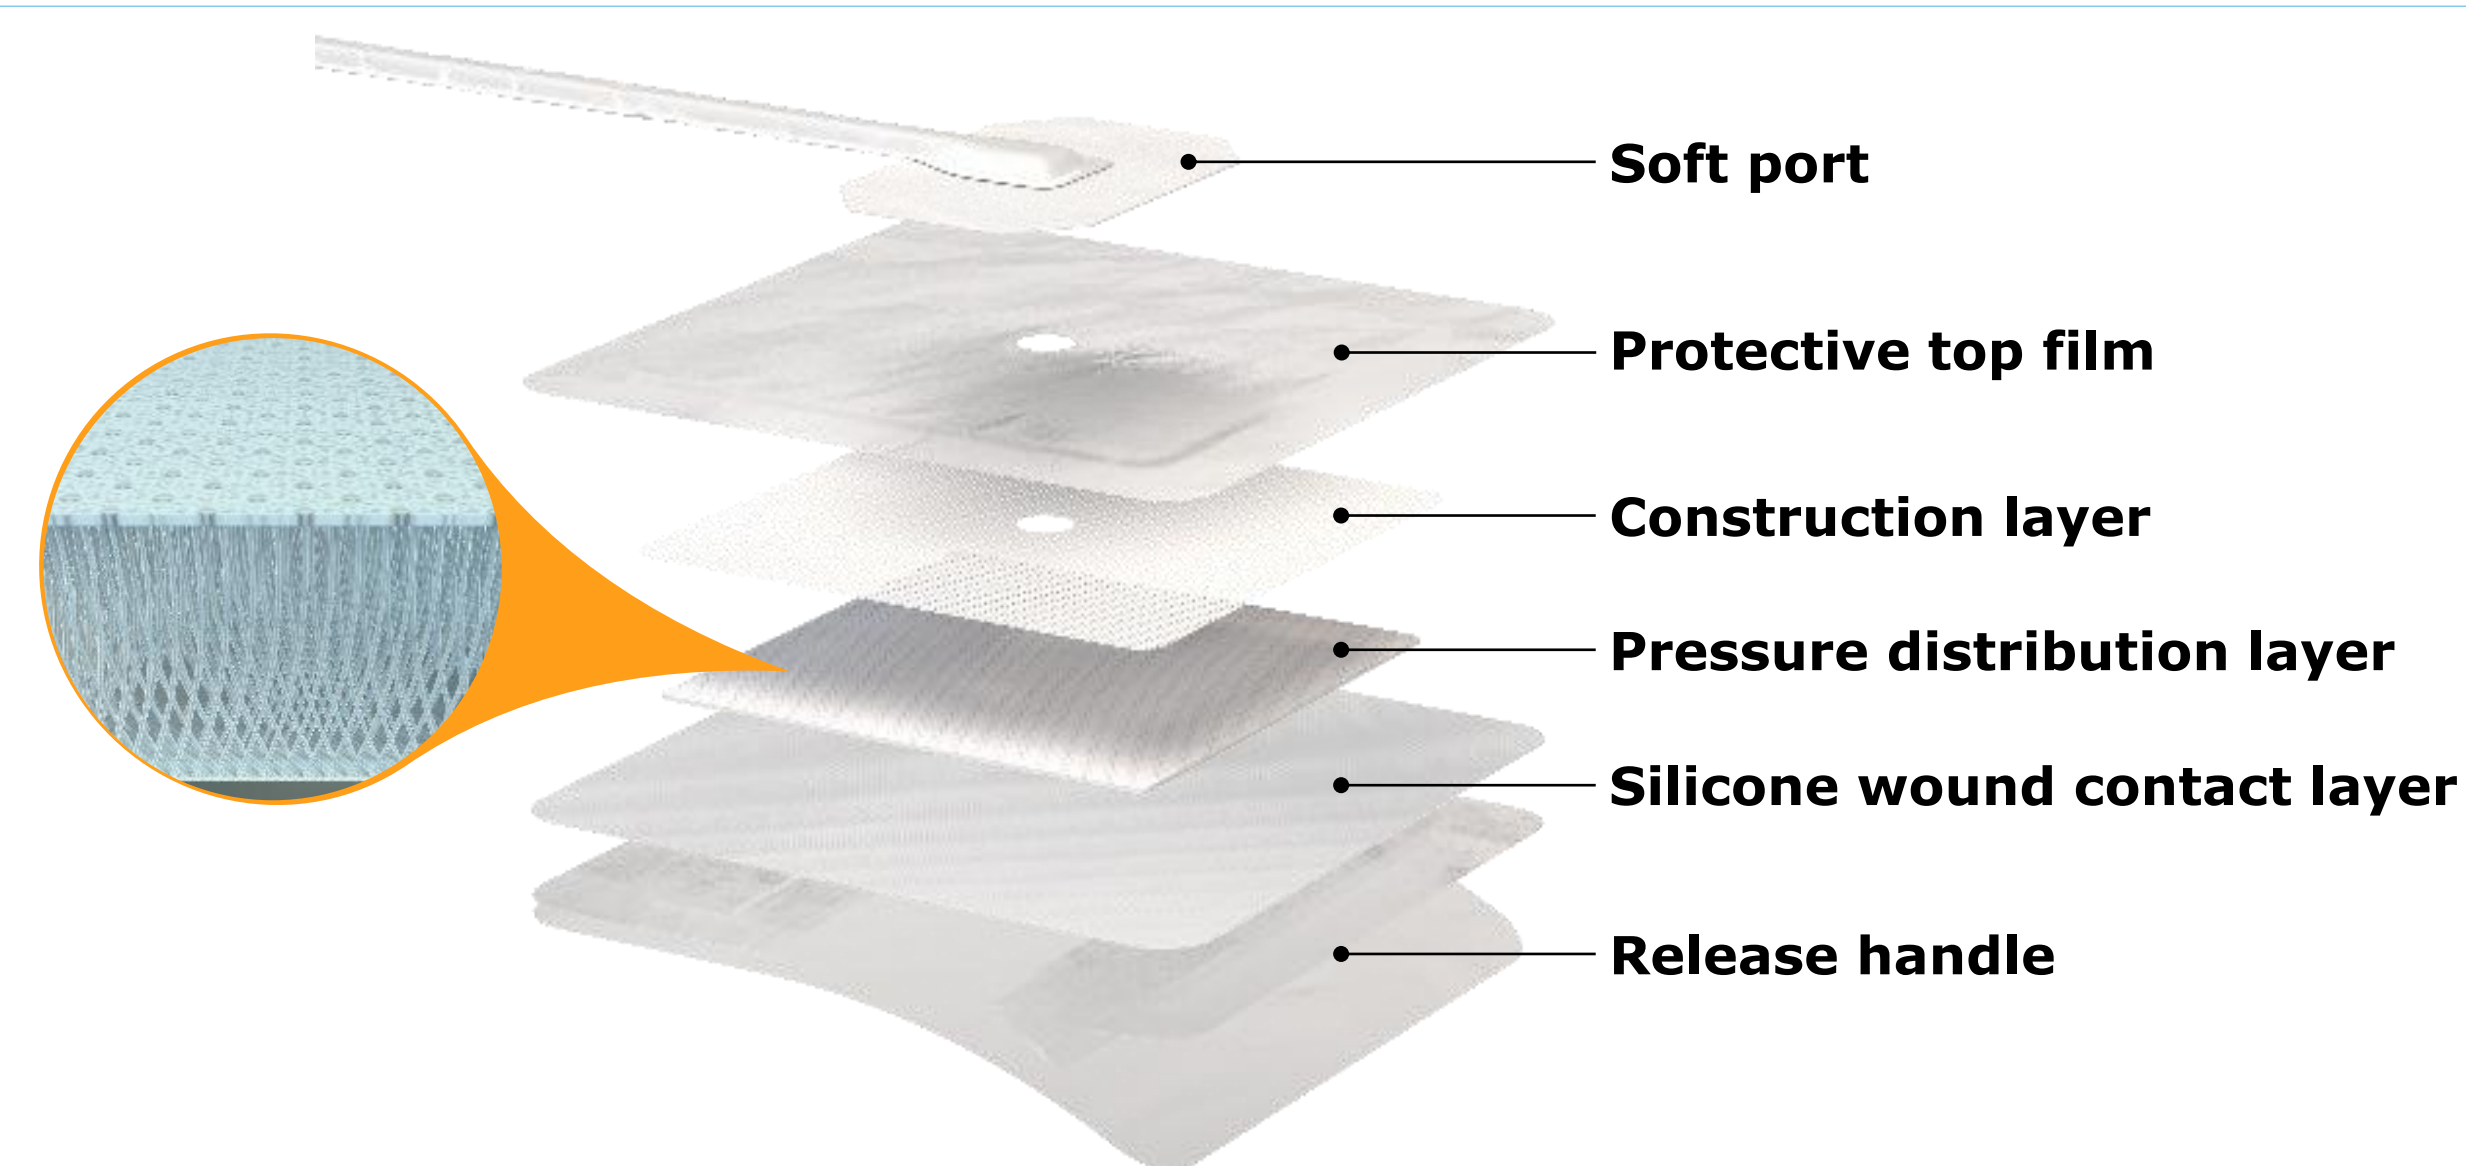 Soft port
Protective top film
Construction layer
Pressure distribution layer
Silicone wound contact layer
Release handle